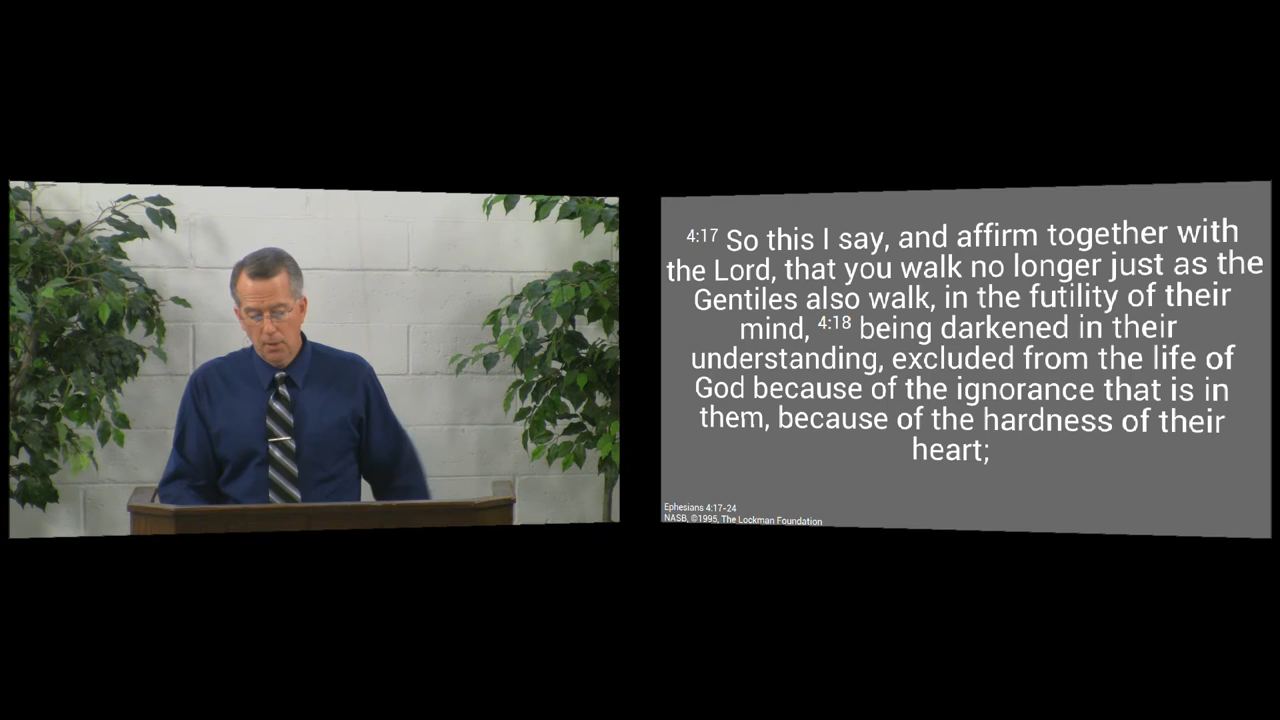 4:17 So this I say, and affirm together with
the Lord, that you walk no longer just as the
Gentiles also walk, in the futility of their
mind, 4:18 being darkened in their
understanding, excluded from the life of
God because of the ignorance that is in
them, because of the hardness of their
heart;
Ephesians 4:17-24
NASB, ©1995, The Lockman Foundation